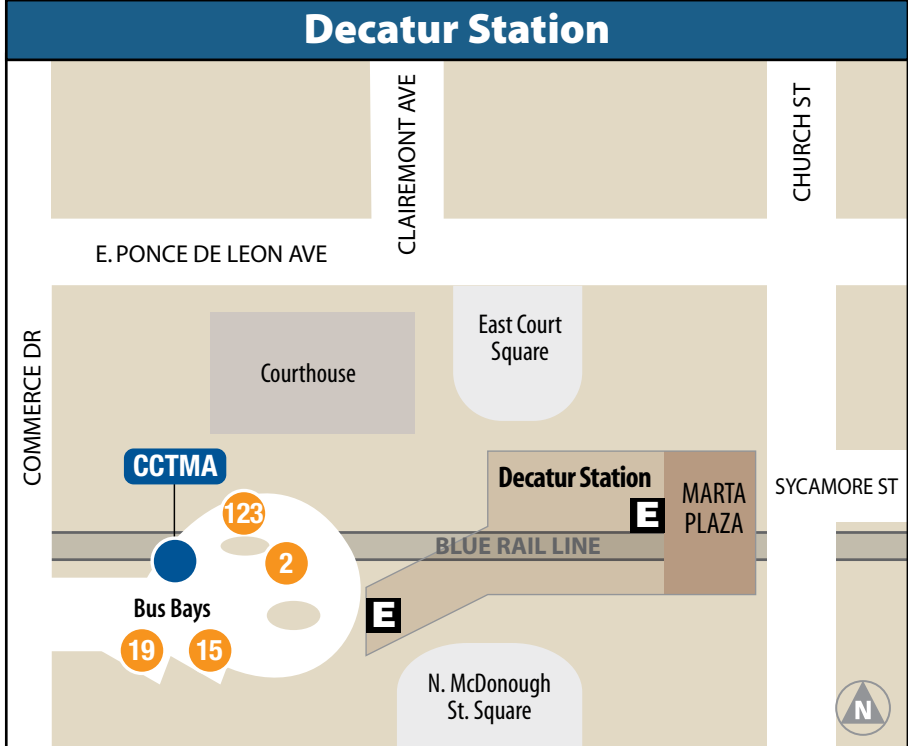 Decatur Station
CLAIREMONT AVE
CHURCH ST
E. PONCE DE LEON AVE
COMMERCE DR
East Court
Square
Courthouse
CCTMA
Decatur Station
MARTA
PLAZA
SYCAMORE ST
123
E
BLUE RAIL LINE
2
Bus Bays
E
19
15
N. McDonough
St. Square
N